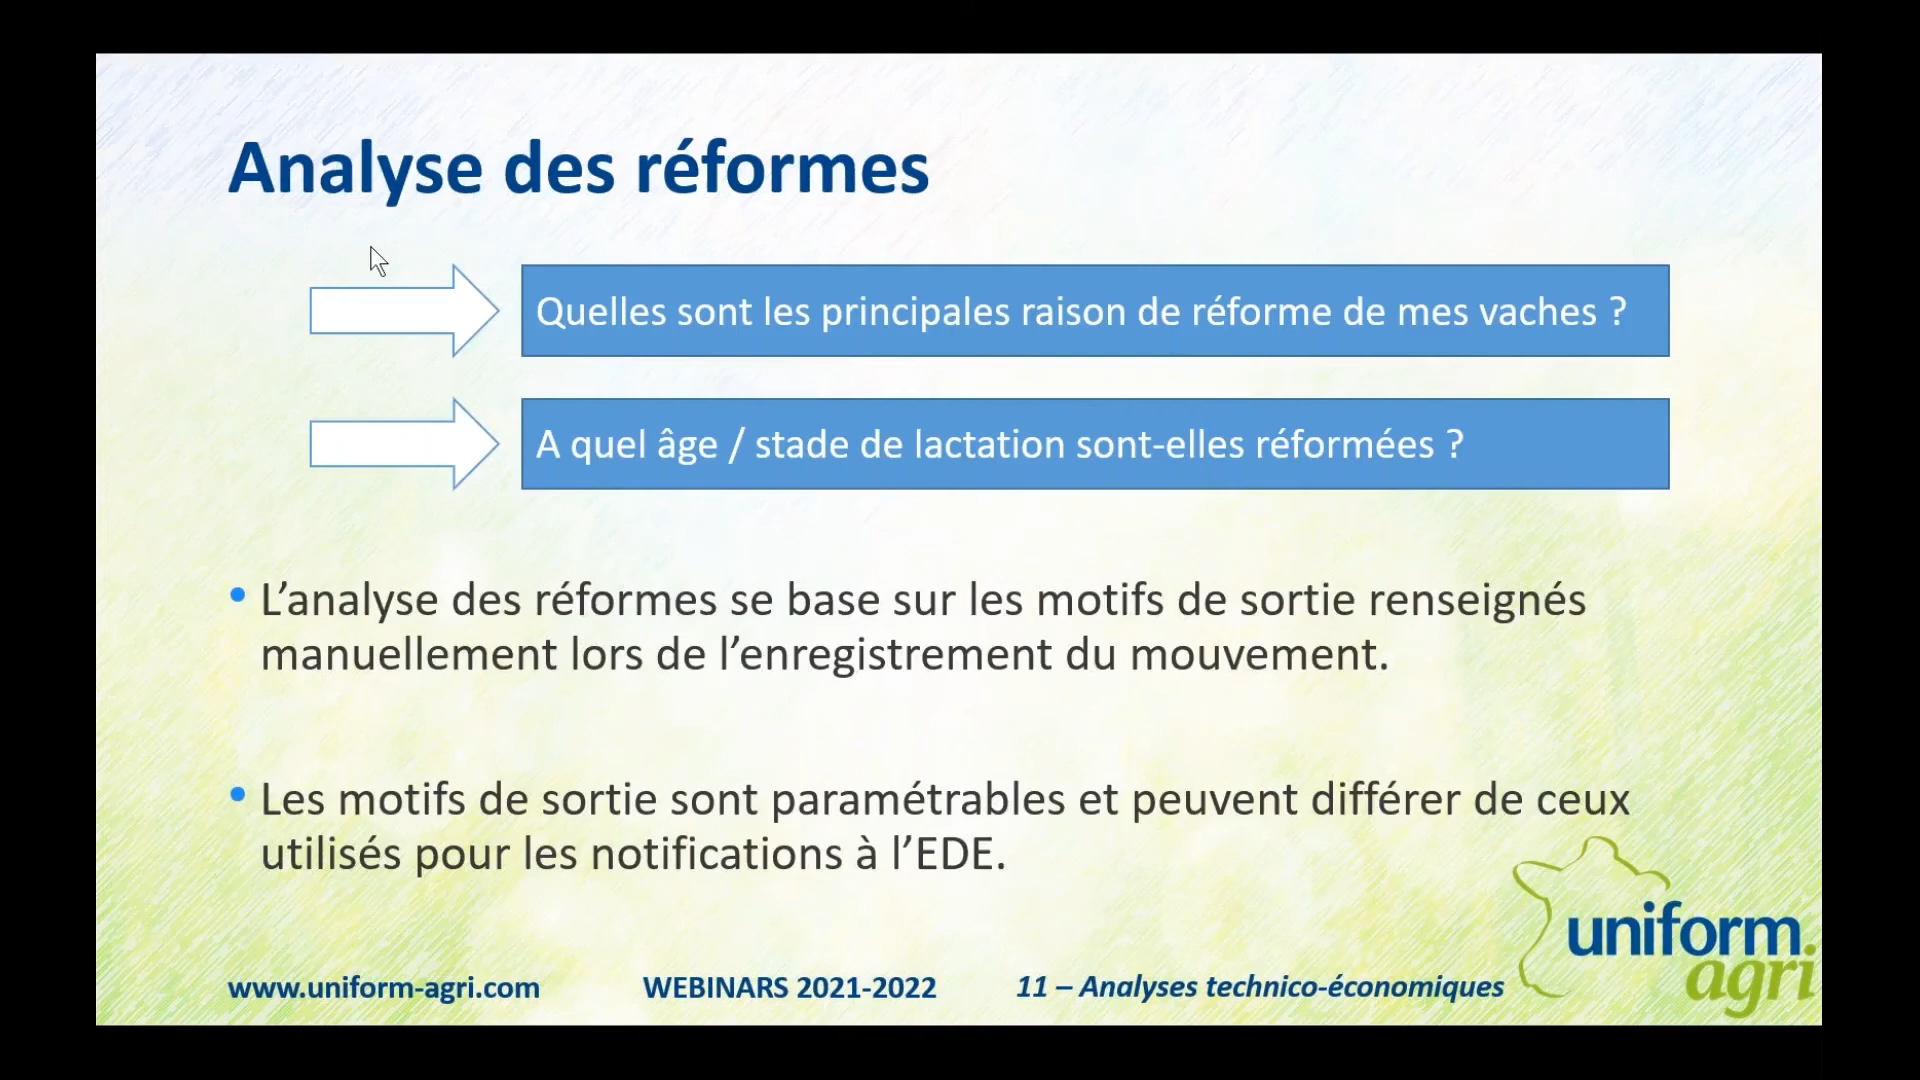 Analyse des réformes
Quelles sont les principales raison de réforme de mes vaches ?
A quel âge / stade de lactation sont-elles réformées ?
• L’analyse des réformes se base sur les motifs de sortie renseignés
manuellement lors de l’enregistrement du mouvement.
• Les motifs de sortie sont paramétrables et peuvent différer de ceux
utilisés pour les notifications à l’EDE.
uniform
agri
www.uniform-agri.com WEBINARS 2021-2022 11 – Analyses technico-économiques